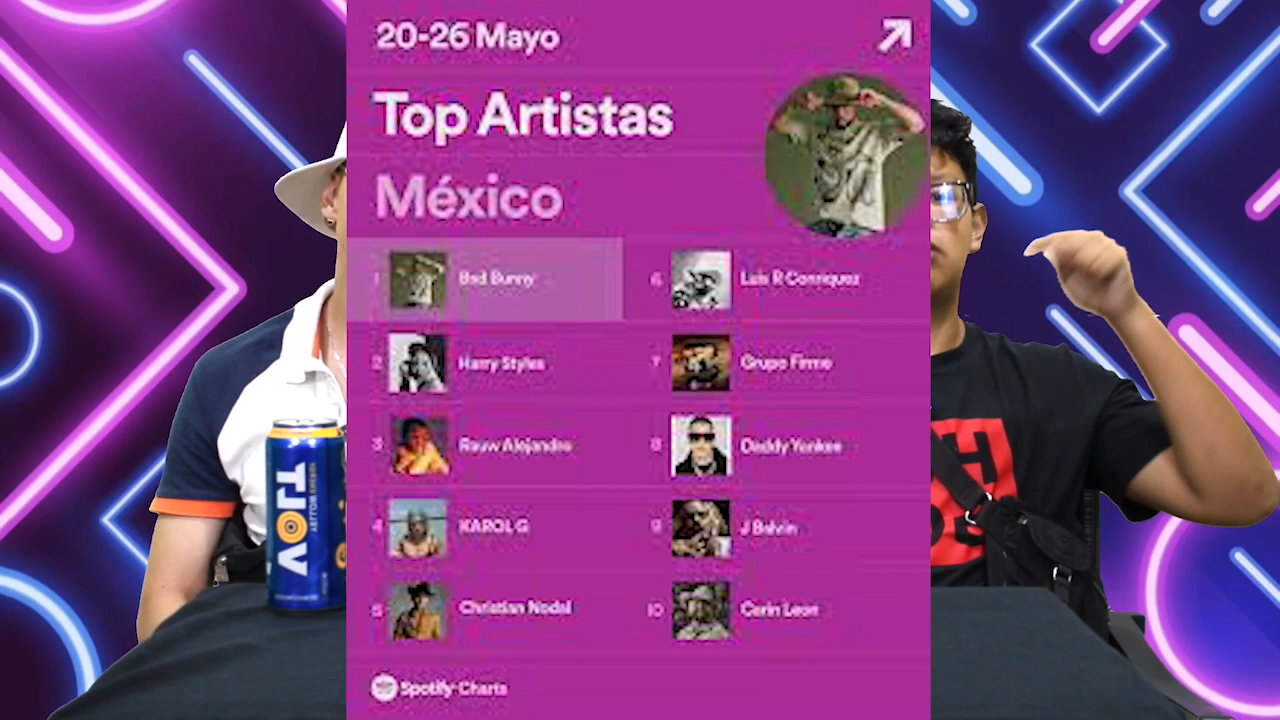 20-26 Mayo
Top Artistas
México
1 Bad Bunny
2 Harry Styles
3 Rauw Alejandro
4 KAROL G
5 Christian Nodal
6 Luis R Conriquez
7 Grupo Firme
8 Daddy Yankee
9 J Balvin
10 Carin Leon
Spotify Charts
VOLT